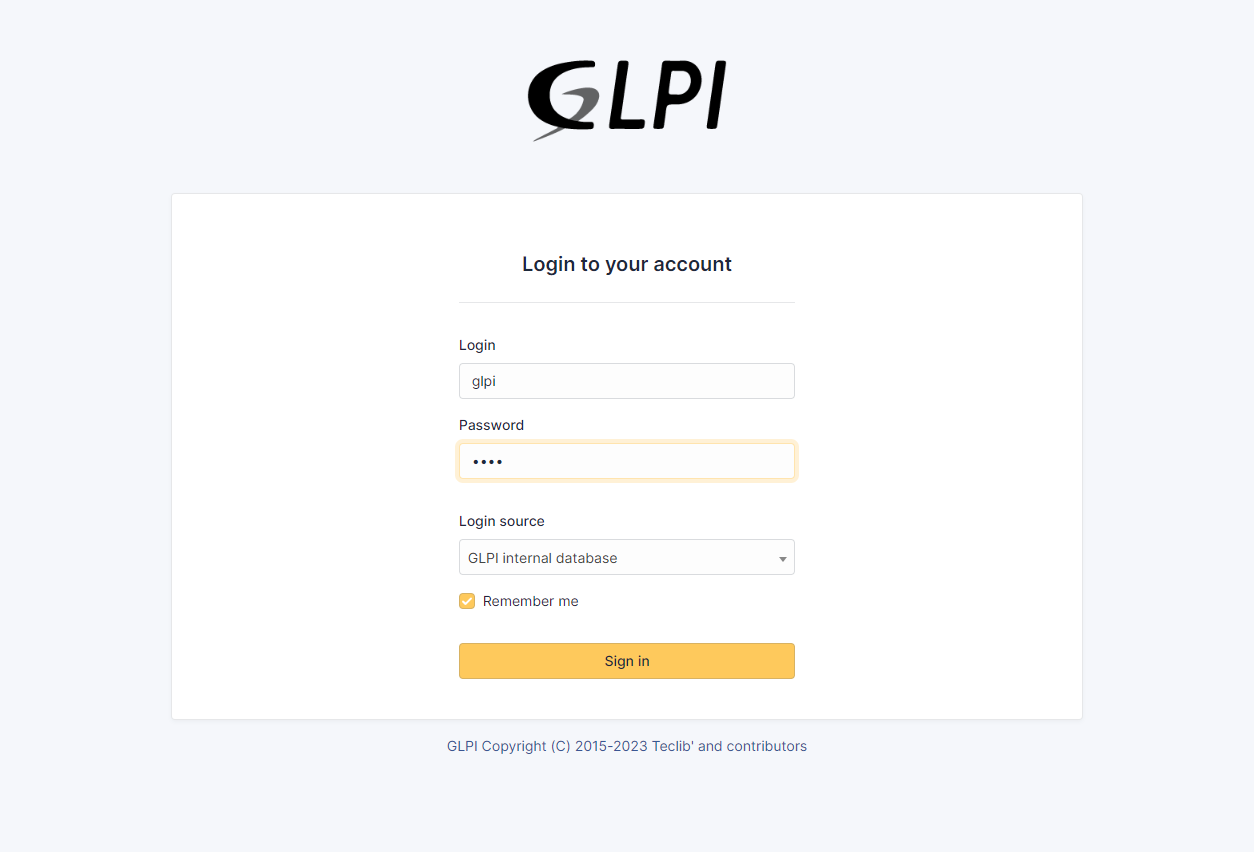 GLPI
Login to your account
Login
glpi
Password
••••
Login source
GLPI internal database
Remember me
Sign in
GLPI Copyright (C) 2015-2023 Teclib' and contributors